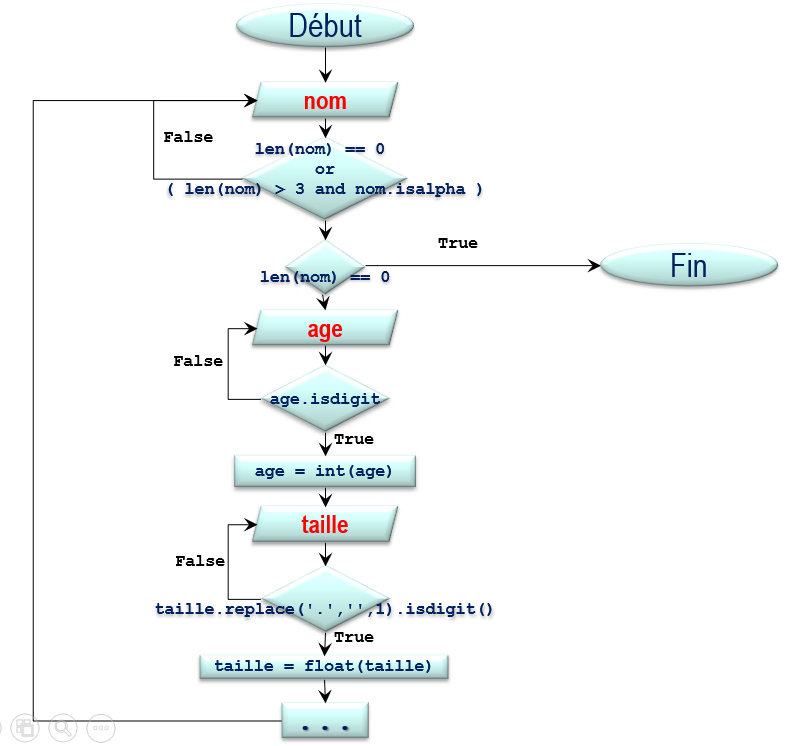 Début
nom
False
len(nom) == 0
or
( len(nom) > 3 and nom.isalpha )
True
len(nom) == 0
Fin
age
False
age.isdigit
True
age = int(age)
taille
False
taille.replace('.','',1).isdigit()
True
taille = float(taille)
. . .